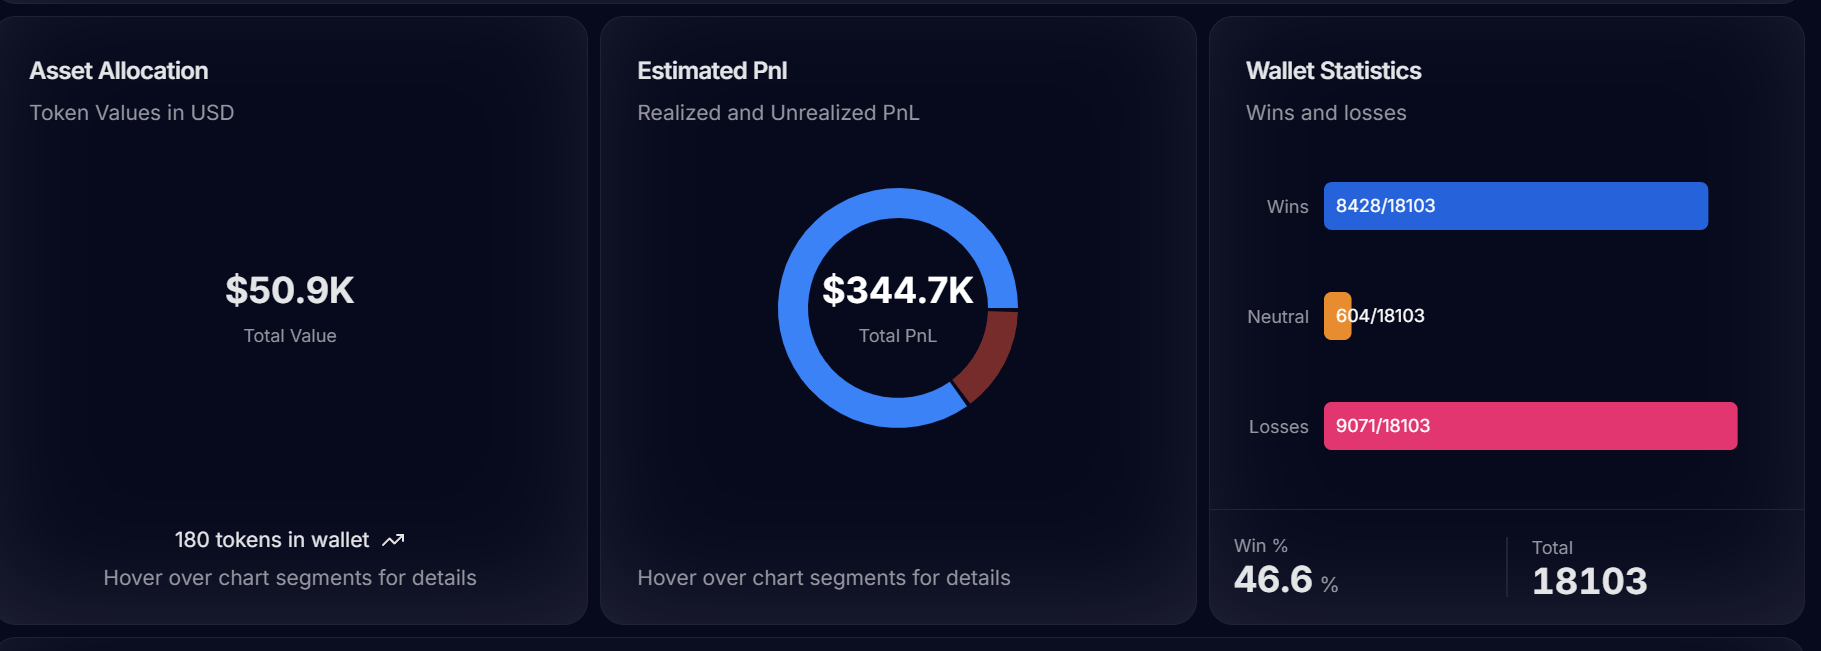 Asset Allocation
Token Values in USD
$50.9K
Total Value
180 tokens in wallet
Hover over chart segments for details
Estimated Pnl
Realized and Unrealized PnL
$344.7K
Total PnL
Hover over chart segments for details
Wallet Statistics
Wins and losses
Wins 8428/18103
Neutral 604/18103
Losses 9071/18103
Win %
46.6 %
Total
18103